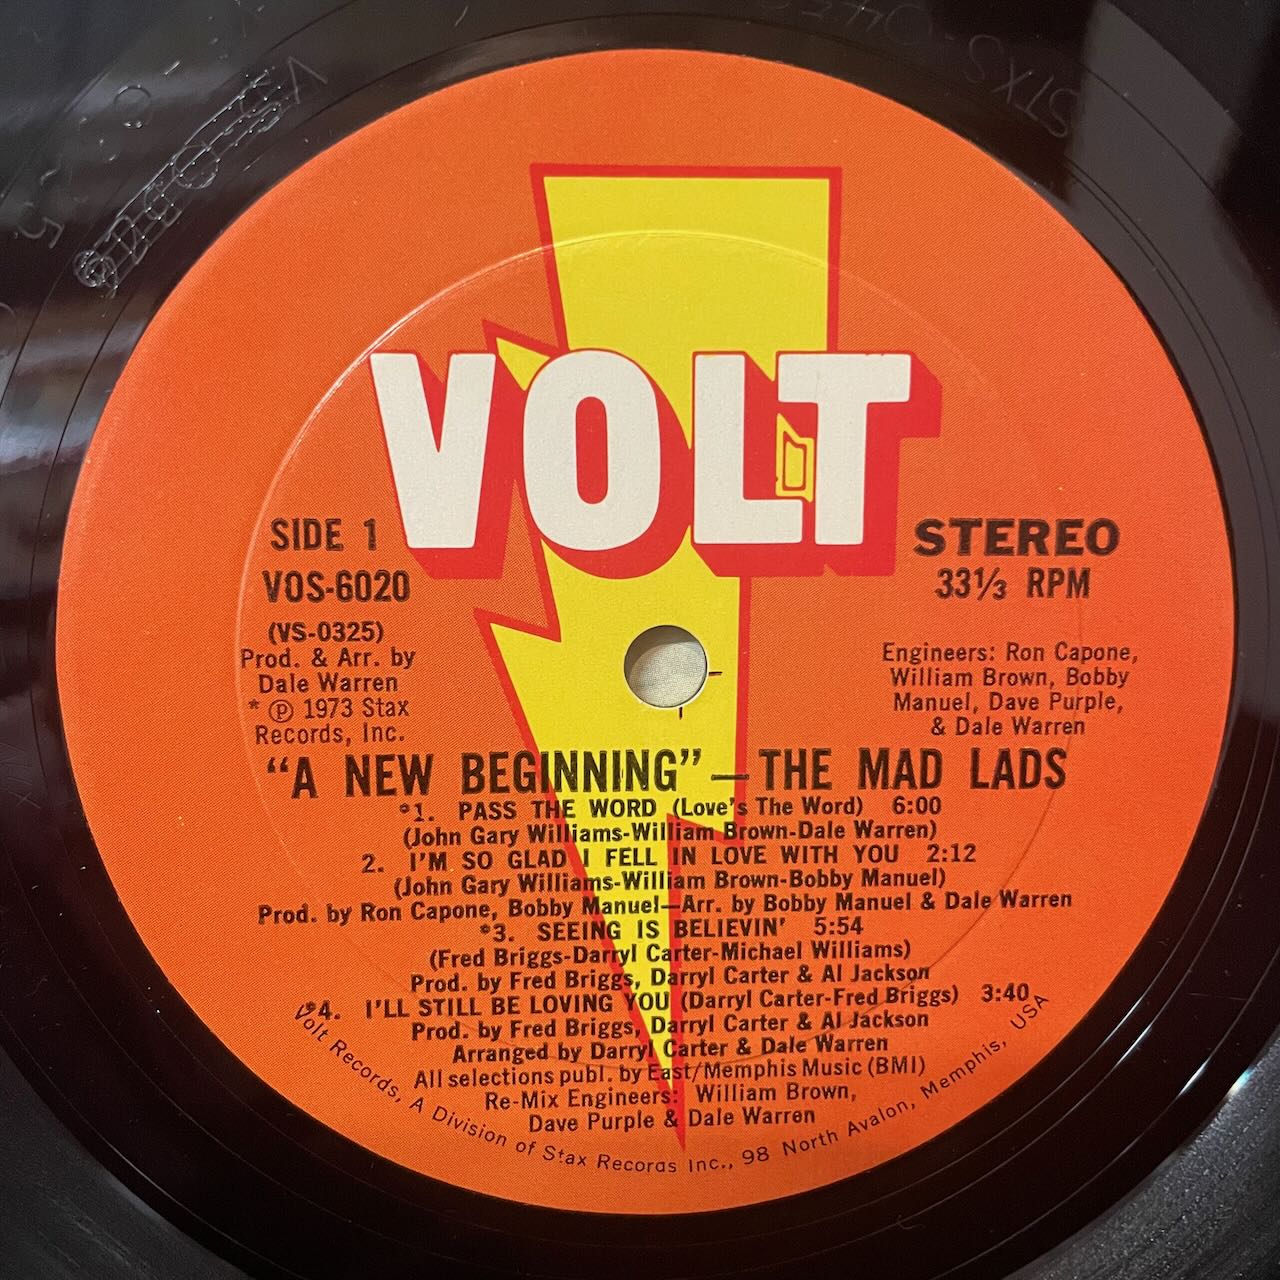 VOLT
SIDE 1
VOS-6020
(VS-0325)
Prod. & Arr. by
Dale Warren
* ℗ 1973 Stax
Records, Inc.
STEREO
33⅓ RPM
Engineers: Ron Capone,
William Brown, Bobby
Manuel, Dave Purple,
& Dale Warren
“A NEW BEGINNING”—THE MAD LADS
*1. PASS THE WORD (Love's The Word) 6:00
(John Gary Williams-William Brown-Dale Warren)
2. I'M SO GLAD I FELL IN LOVE WITH YOU 2:12
(John Gary Williams-William Brown-Bobby Manuel)
Prod. by Ron Capone, Bobby Manuel—Arr. by Bobby Manuel & Dale Warren
*3. SEEING IS BELIEVIN' 5:54
(Fred Briggs-Darryl Carter-Michael Williams)
Prod. by Fred Briggs, Darryl Carter & Al Jackson
*4. I'LL STILL BE LOVING YOU (Darryl Carter-Fred Briggs) 3:40
Prod. by Fred Briggs, Darryl Carter & Al Jackson
Arranged by Darryl Carter & Dale Warren
All selections publ. by East/Memphis Music (BMI)
Re-Mix Engineers: William Brown,
Dave Purple & Dale Warren
Volt Records, A Division of Stax Records Inc., 98 North Avalon, Memphis, USA